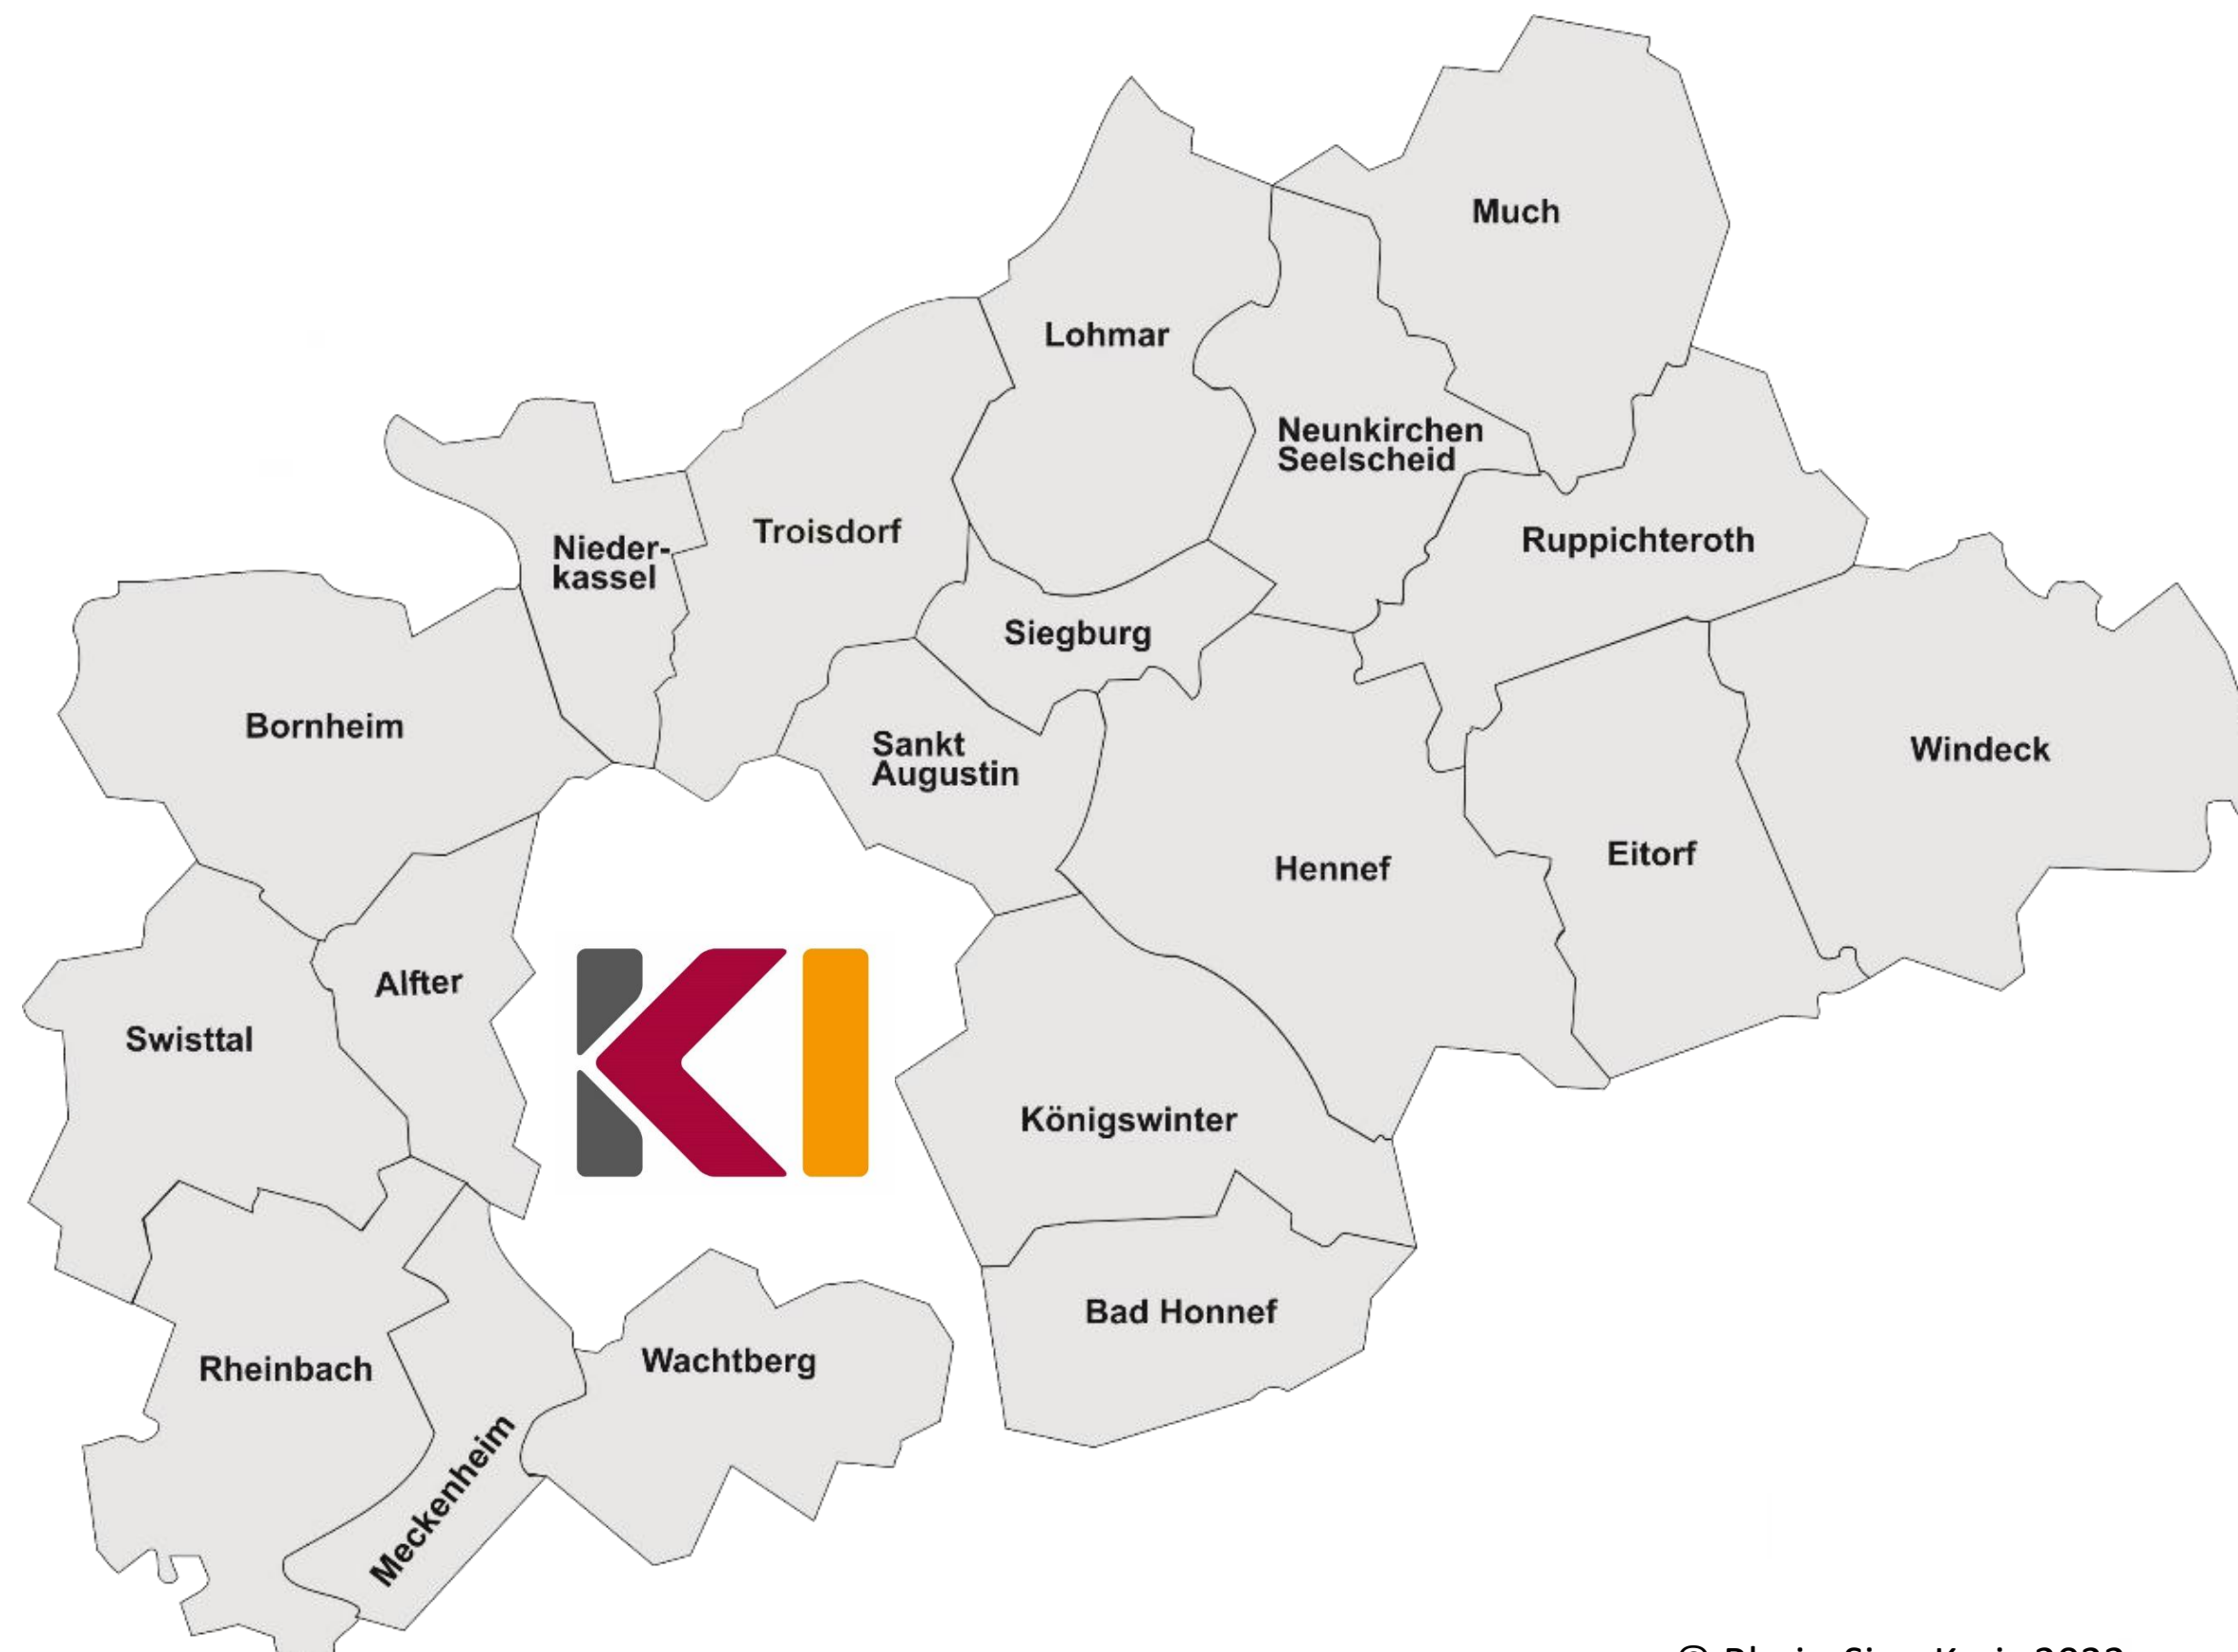 Much
Lohmar
Neunkirchen
Seelscheid
Troisdorf
Nieder-
kassel
Ruppichteroth
Siegburg
Bornheim
Sankt
Augustin
Windeck
Hennef
Eitorf
Alfter
KI
Swisttal
Königswinter
Bad Honnef
Wachtberg
Rheinbach
Meckenheim